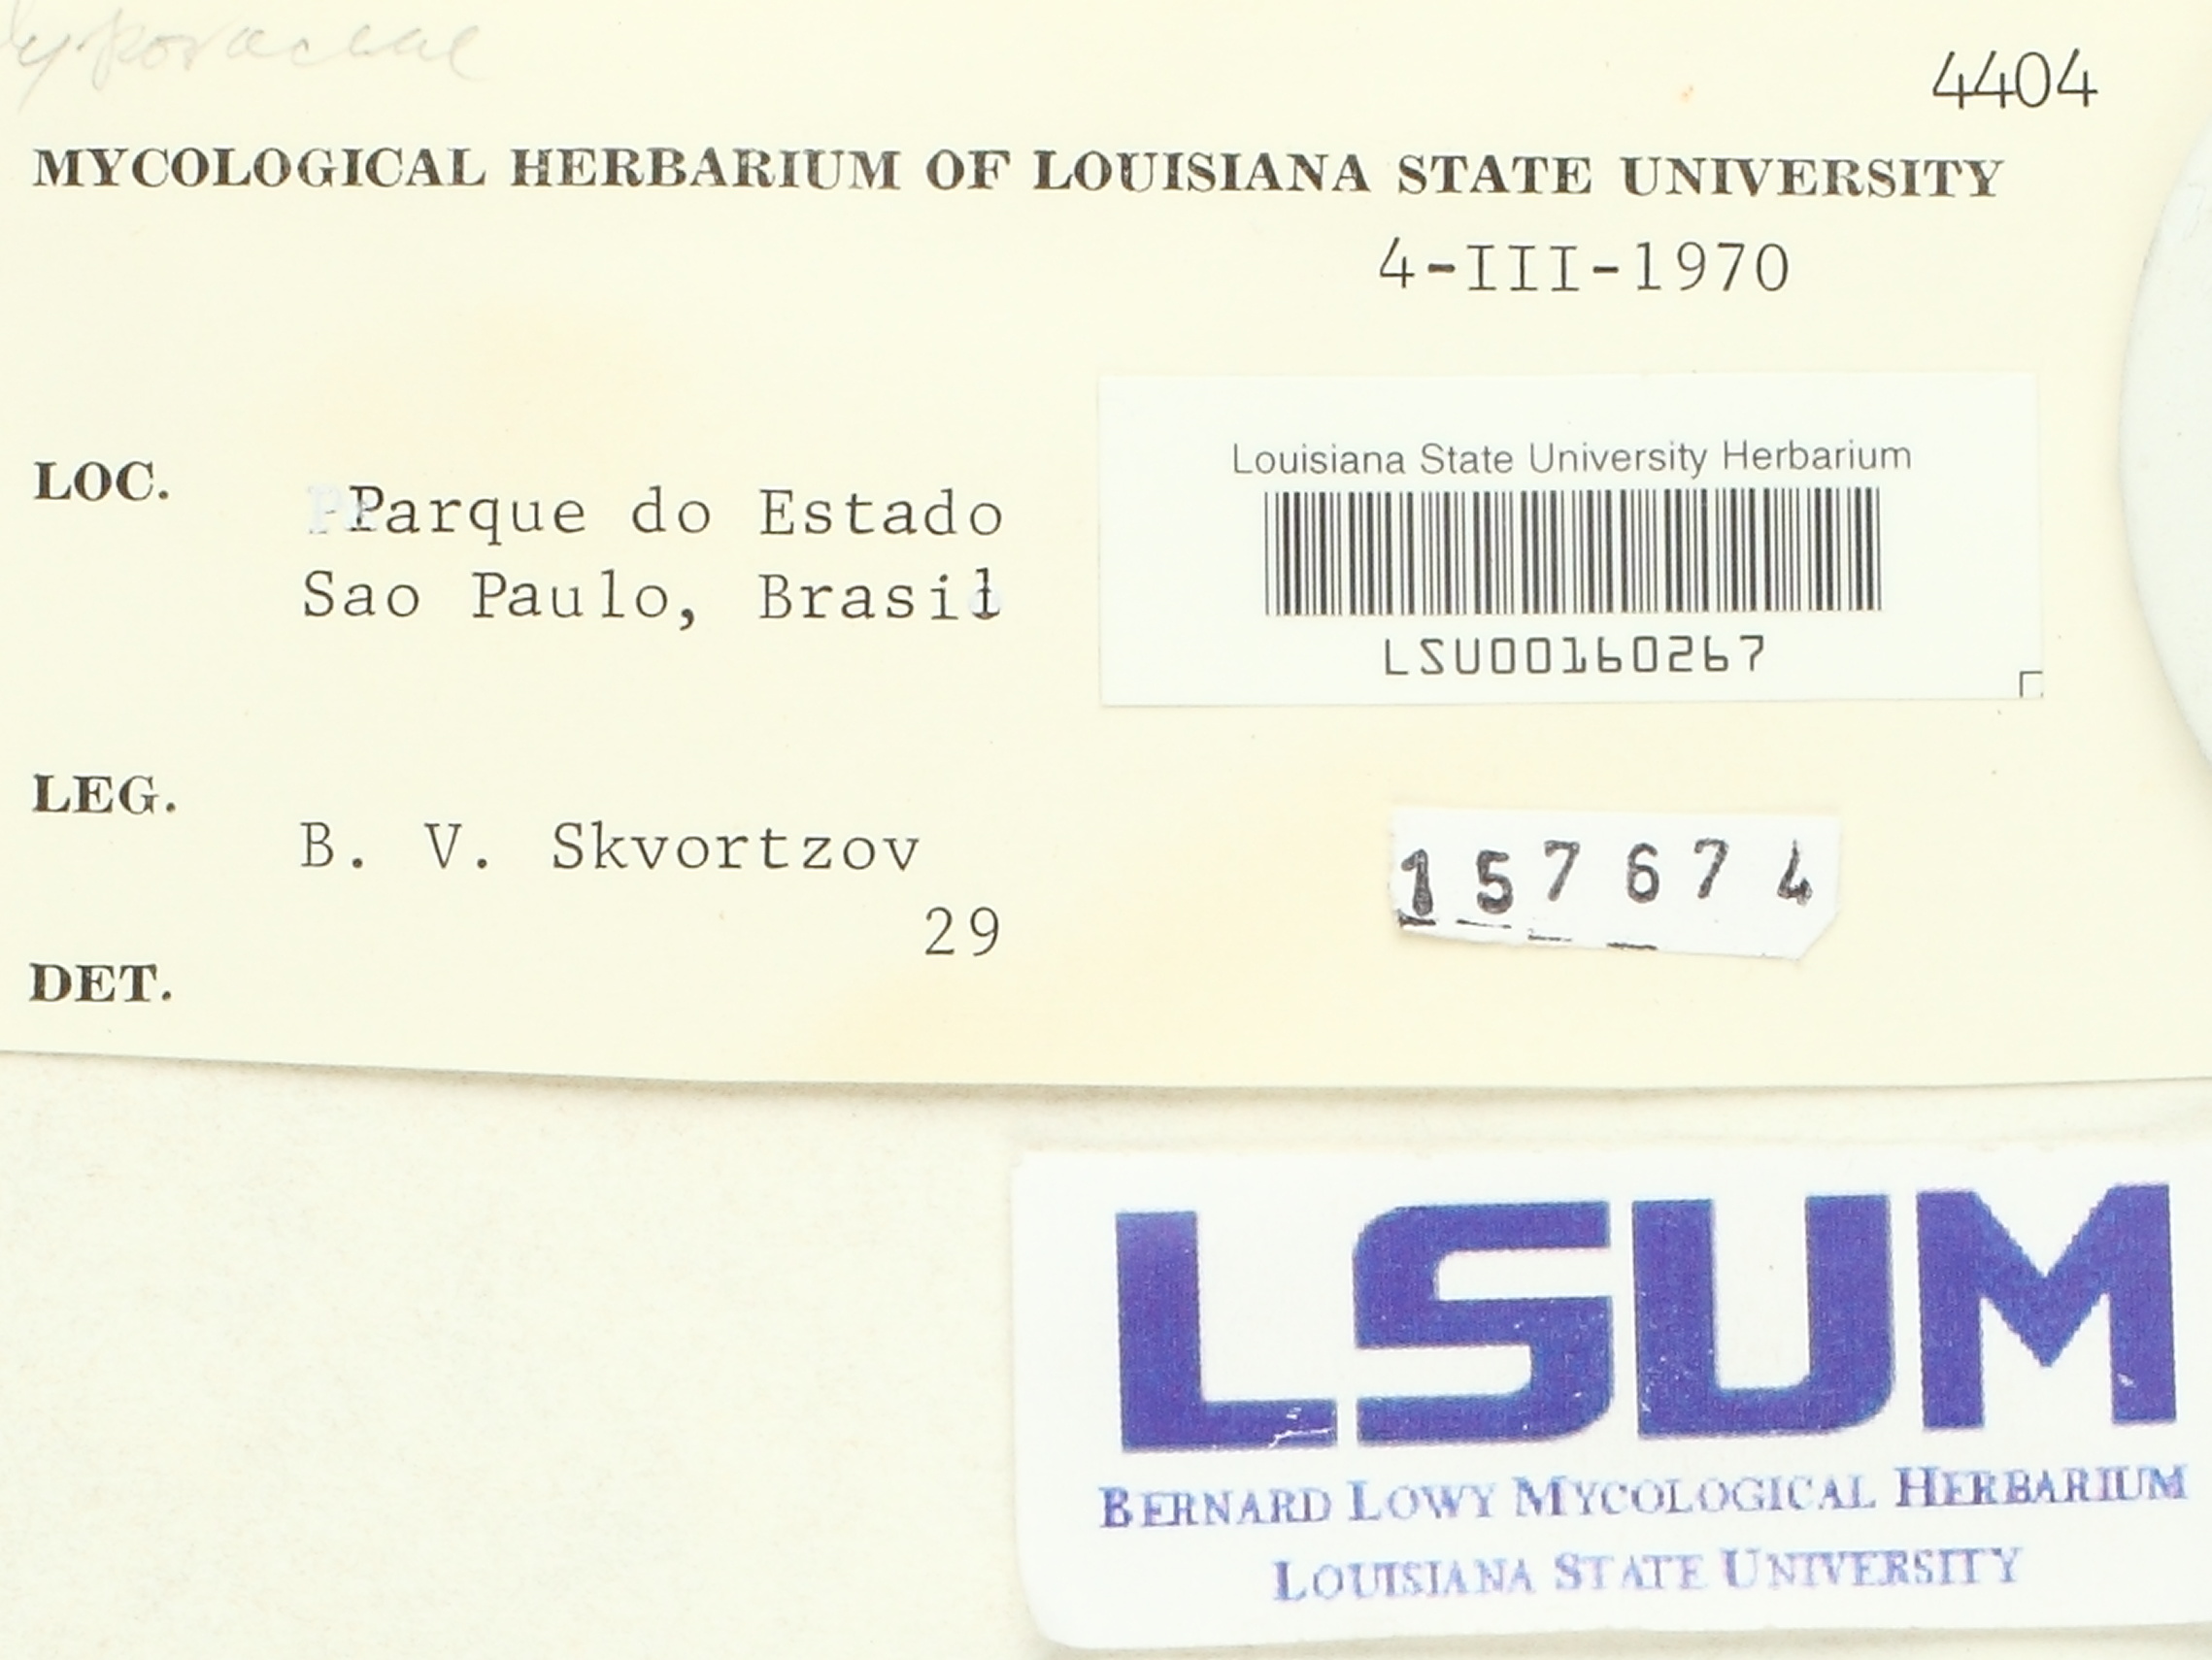 4404
MYCOLOGICAL HERBARIUM OF LOUISIANA STATE UNIVERSITY
4-III-1970
LOC.
Parque do Estado
Sao Paulo, Brasil
Louisiana State University Herbarium
LSU00160267
LEG.
B. V. Skvortzov
29
157674
DET.
LSUM
BERNARD LOWY MYCOLOGICAL HERBARIUM
LOUISIANA STATE UNIVERSITY